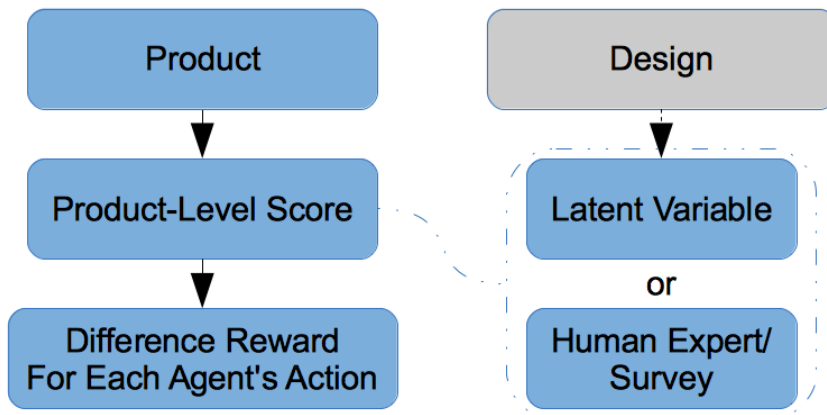 Product
Design
Product-Level Score
Latent Variable
or
Difference Reward
For Each Agent's Action
Human Expert/
Survey